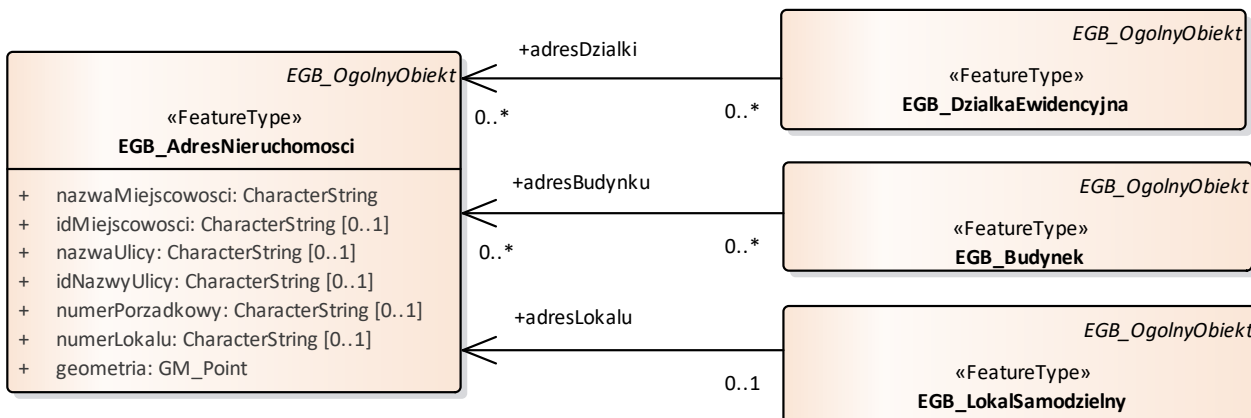 EGB_OgolnyObiekt
«FeatureType»
EGB_AdresNieruchomosci
+ nazwaMiejscowosci: CharacterString
+ idMiejscowosci: CharacterString [0..1]
+ nazwaUlicy: CharacterString [0..1]
+ idNazwyUlicy: CharacterString [0..1]
+ numerPorzadkowy: CharacterString [0..1]
+ numerLokalu: CharacterString [0..1]
+ geometria: GM_Point
+adresDzialki
0..*
0..*
EGB_OgolnyObiekt
«FeatureType»
EGB_DzialkaEwidencyjna
+adresBudynku
0..*
0..*
EGB_OgolnyObiekt
«FeatureType»
EGB_Budynek
+adresLokalu
0..1
EGB_OgolnyObiekt
«FeatureType»
EGB_LokalSamodzielny